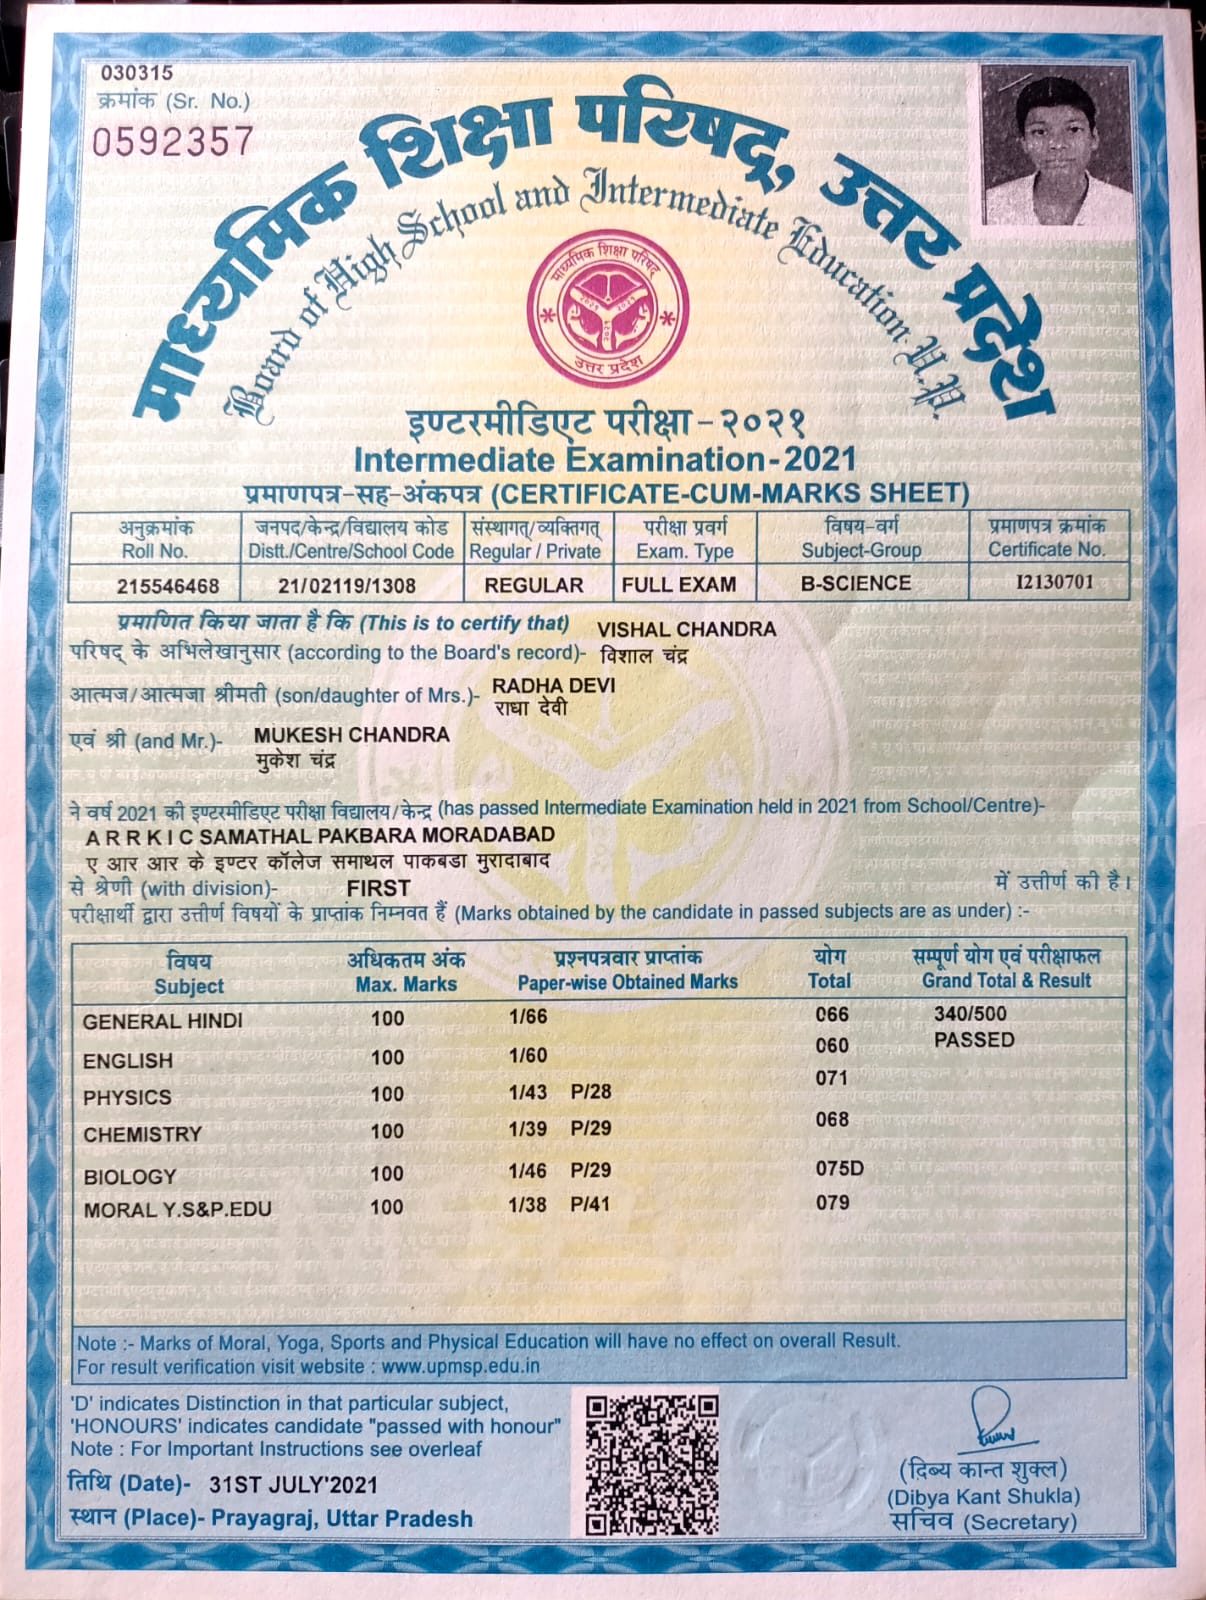 030315
क्रमांक (Sr. No.)
0592357
माध्यमिक शिक्षा परिषद्, उत्तर प्रदेश
Board of High School and Intermediate Education U.P.
माध्यमिक शिक्षा परिषद
उत्तर प्रदेश
इण्टरमीडिएट परीक्षा - २०२१
Intermediate Examination - 2021
प्रमाणपत्र-सह-अंकपत्र (CERTIFICATE-CUM-MARKS SHEET)
अनुक्रमांक जनपद/केन्द्र/विद्यालय कोड संस्थागत्/व्यक्तिगत् परीक्षा प्रवर्ग विषय-वर्ग प्रमाणपत्र क्रमांक
Roll No. Distt./Centre/School Code Regular / Private Exam. Type Subject-Group Certificate No.
215546468 21/02119/1308 REGULAR FULL EXAM B-SCIENCE I2130701
प्रमाणित किया जाता है कि (This is to certify that) VISHAL CHANDRA
परिषद् के अभिलेखानुसार (according to the Board's record)- विशाल चंद्र
आत्मज/आत्मजा श्रीमती (son/daughter of Mrs.)- RADHA DEVI
राधा देवी
एवं श्री (and Mr.)- MUKESH CHANDRA
मुकेश चंद्र
ने वर्ष 2021 की इण्टरमीडिएट परीक्षा विद्यालय/केन्द्र (has passed Intermediate Examination held in 2021 from School/Centre)-
A R R K I C SAMATHAL PAKBARA MORADABAD
ए आर आर के इण्टर कॉलेज समाथल पाकबडा मुरादाबाद
से श्रेणी (with division)- FIRST में उत्तीर्ण की है।
परीक्षार्थी द्वारा उत्तीर्ण विषयों के प्राप्तांक निम्नवत हैं (Marks obtained by the candidate in passed subjects are as under) :-
विषय अधिकतम अंक प्रश्नपत्रवार प्राप्तांक योग सम्पूर्ण योग एवं परीक्षाफल
Subject Max. Marks Paper-wise Obtained Marks Total Grand Total & Result
GENERAL HINDI 100 1/66 066 340/500
PASSED
ENGLISH 100 1/60 060
PHYSICS 100 1/43 P/28 071
CHEMISTRY 100 1/39 P/29 068
BIOLOGY 100 1/46 P/29 075D
MORAL Y.S&P.EDU 100 1/38 P/41 079
Note :- Marks of Moral, Yoga, Sports and Physical Education will have no effect on overall Result.
For result verification visit website : www.upmsp.edu.in
'D' indicates Distinction in that particular subject,
'HONOURS' indicates candidate "passed with honour"
Note : For Important Instructions see overleaf
तिथि (Date)- 31ST JULY'2021
स्थान (Place)- Prayagraj, Uttar Pradesh
(दिब्य कान्त शुक्ल)
(Dibya Kant Shukla)
सचिव (Secretary)